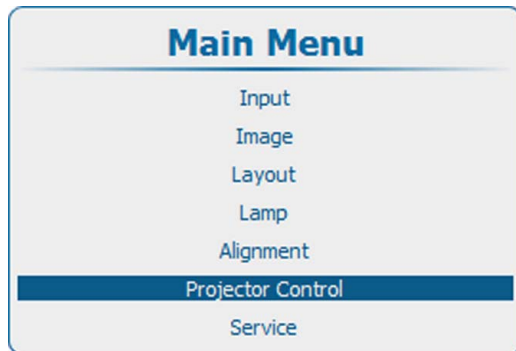 Main Menu
Input
Image
Layout
Lamp
Alignment
Projector Control
Service